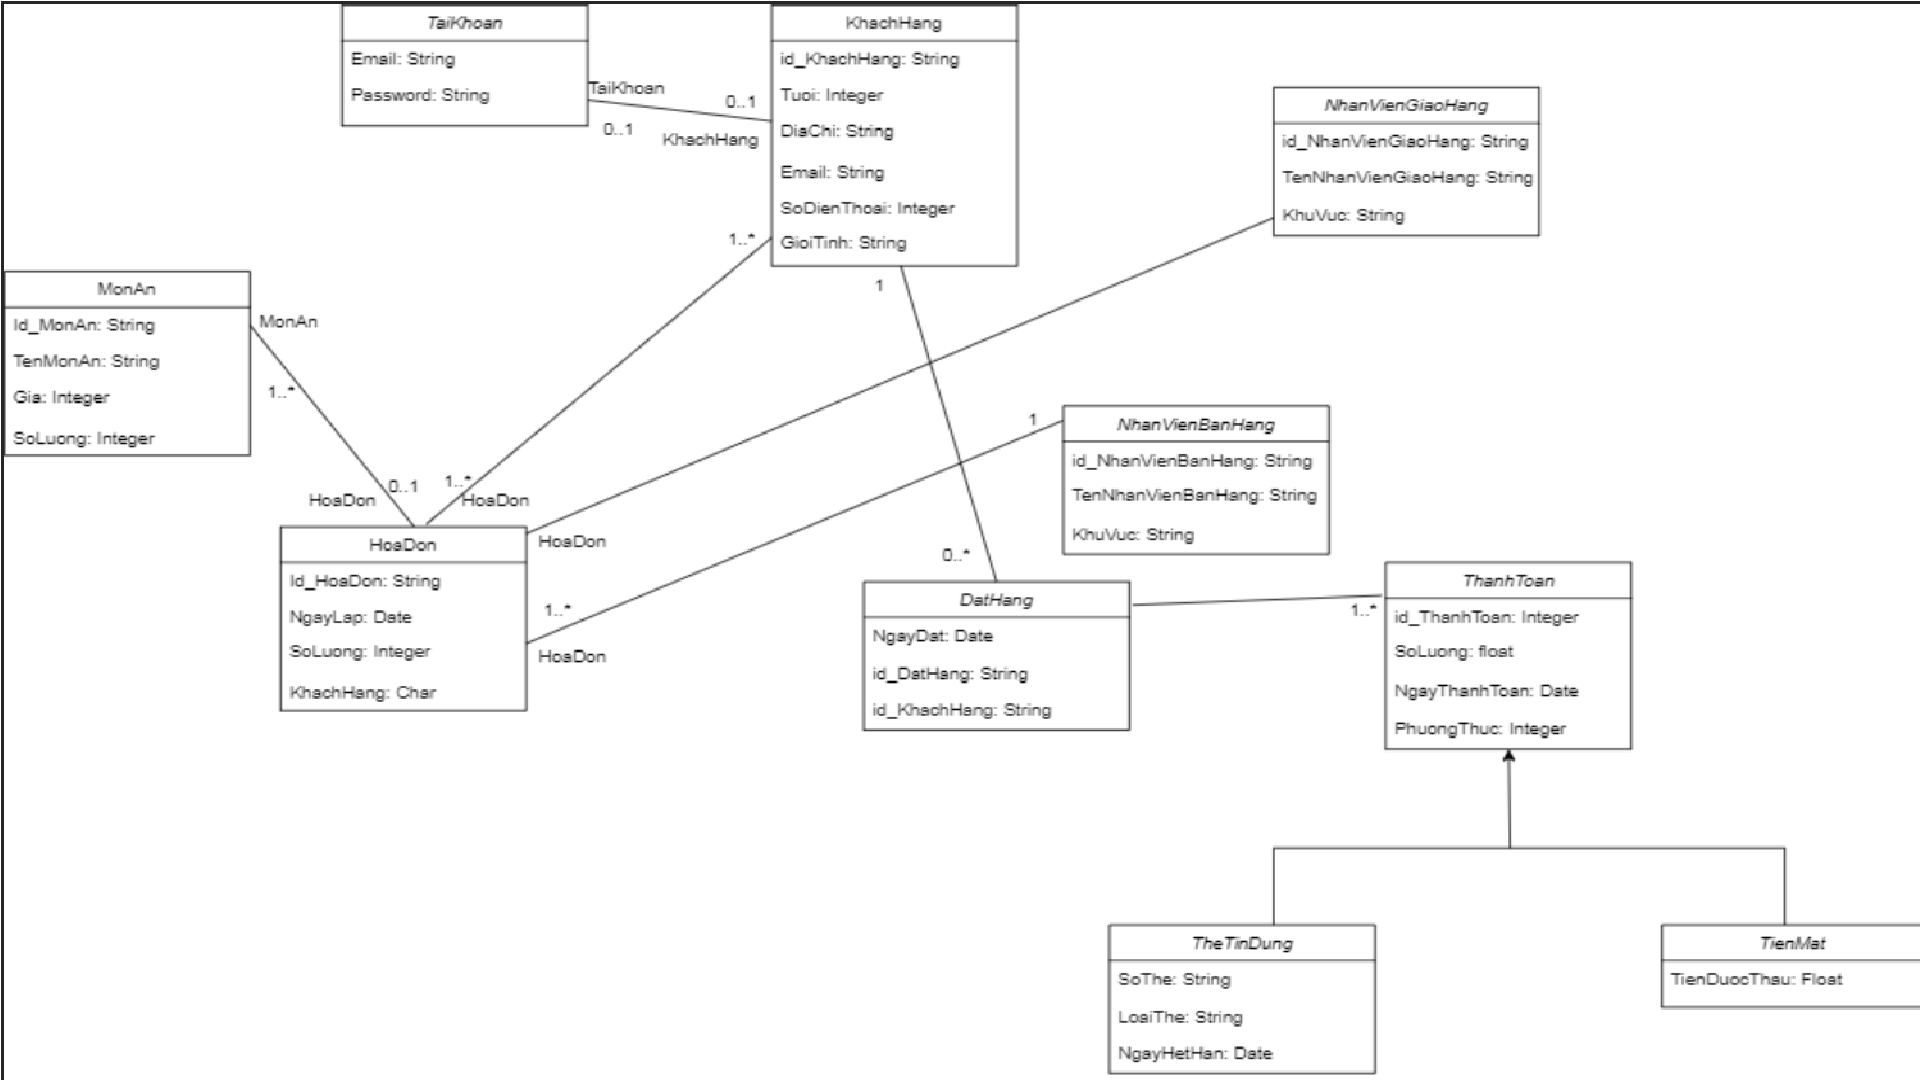 TaiKhoan
Email: String
Password: String
TaiKhoan
0..1
0..1
KhachHang
KhachHang
id_KhachHang: String
Tuoi: Integer
DiaChi: String
Email: String
SoDienThoai: Integer
GioiTinh: String
1..*
1
NhanVienGiaoHang
id_NhanVienGiaoHang: String
TenNhanVienGiaoHang: String
KhuVuc: String
MonAn
Id_MonAn: String
TenMonAn: String
Gia: Integer
SoLuong: Integer
MonAn
1..*
0..1
HoaDon
1..*
HoaDon
HoaDon
Id_HoaDon: String
NgayLap: Date
SoLuong: Integer
KhachHang: Char
HoaDon
1..*
HoaDon
1
NhanVienBanHang
id_NhanVienBanHang: String
TenNhanVienBanHang: String
KhuVuc: String
0..*
DatHang
NgayDat: Date
id_DatHang: String
id_KhachHang: String
1..*
ThanhToan
id_ThanhToan: Integer
SoLuong: float
NgayThanhToan: Date
PhuongThuc: Integer
TheTinDung
SoThe: String
LoaiThe: String
NgayHetHan: Date
TienMat
TienDuocThau: Float